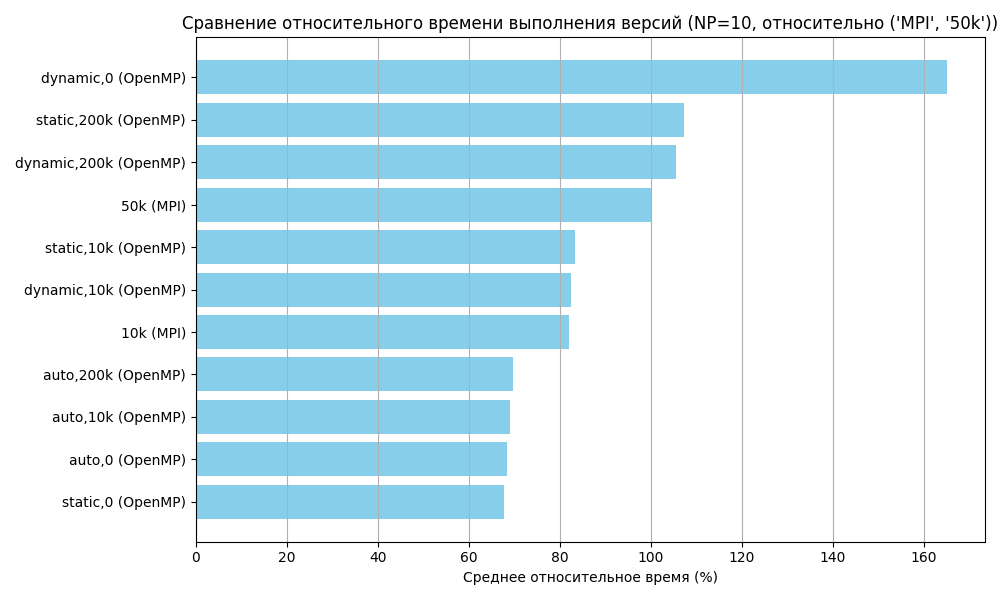 Сравнение относительного времени выполнения версий (NP=10, относительно ('MPI', '50k'))
dynamic,0 (OpenMP)
static,200k (OpenMP)
dynamic,200k (OpenMP)
50k (MPI)
static,10k (OpenMP)
dynamic,10k (OpenMP)
10k (MPI)
auto,200k (OpenMP)
auto,10k (OpenMP)
auto,0 (OpenMP)
static,0 (OpenMP)
0 20 40 60 80 100 120 140 160
Среднее относительное время (%)